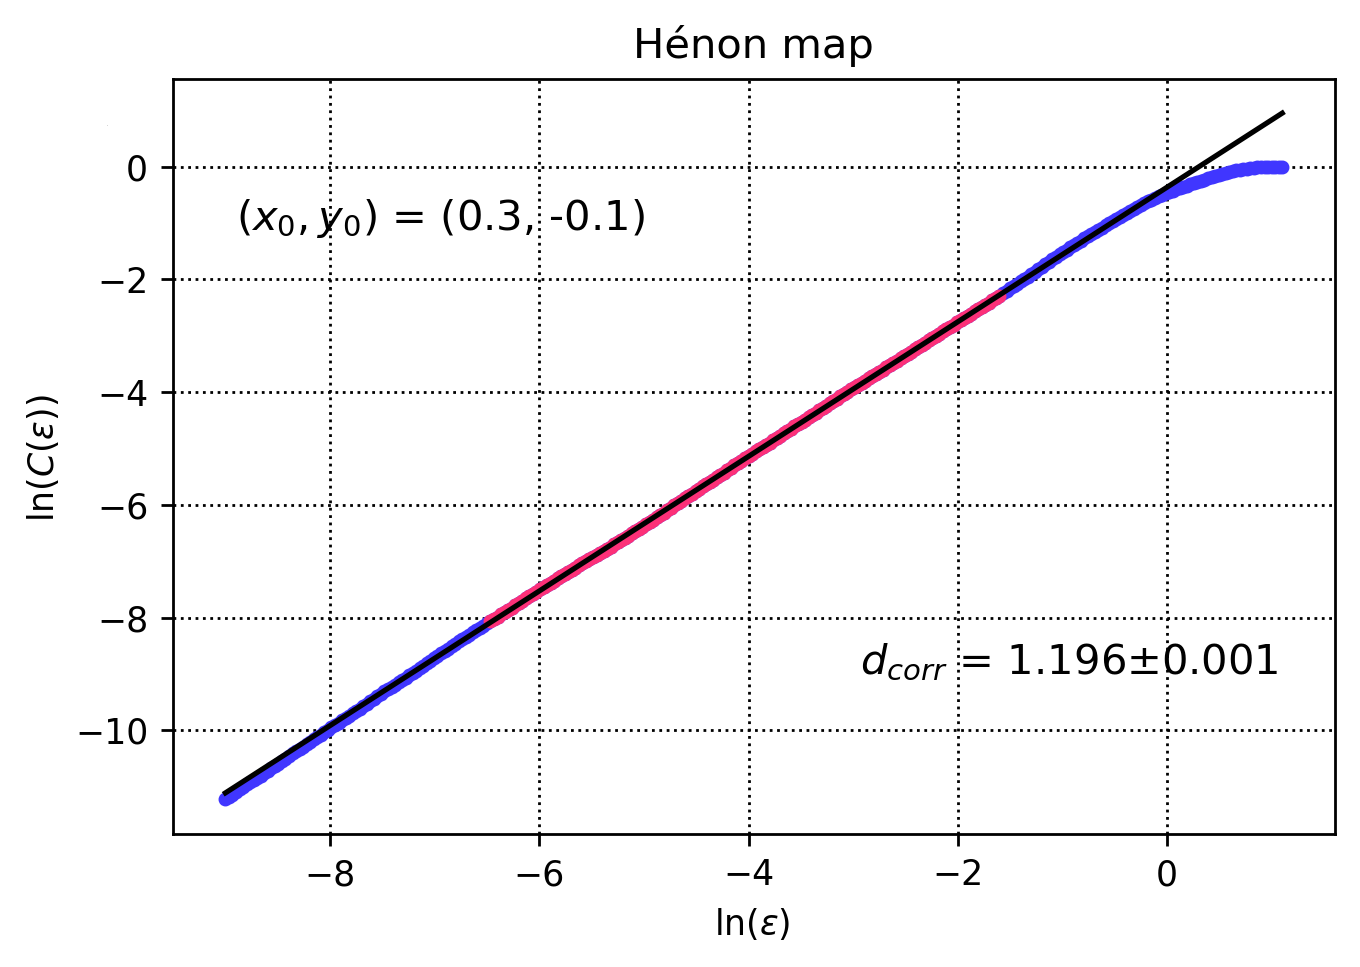 Hénon map
0
(x₀, y₀) = (0.3, -0.1)
−2
−4
ln(C(ε))
−6
−8
d_corr = 1.196±0.001
−10
−8 −6 −4 −2 0
ln(ε)